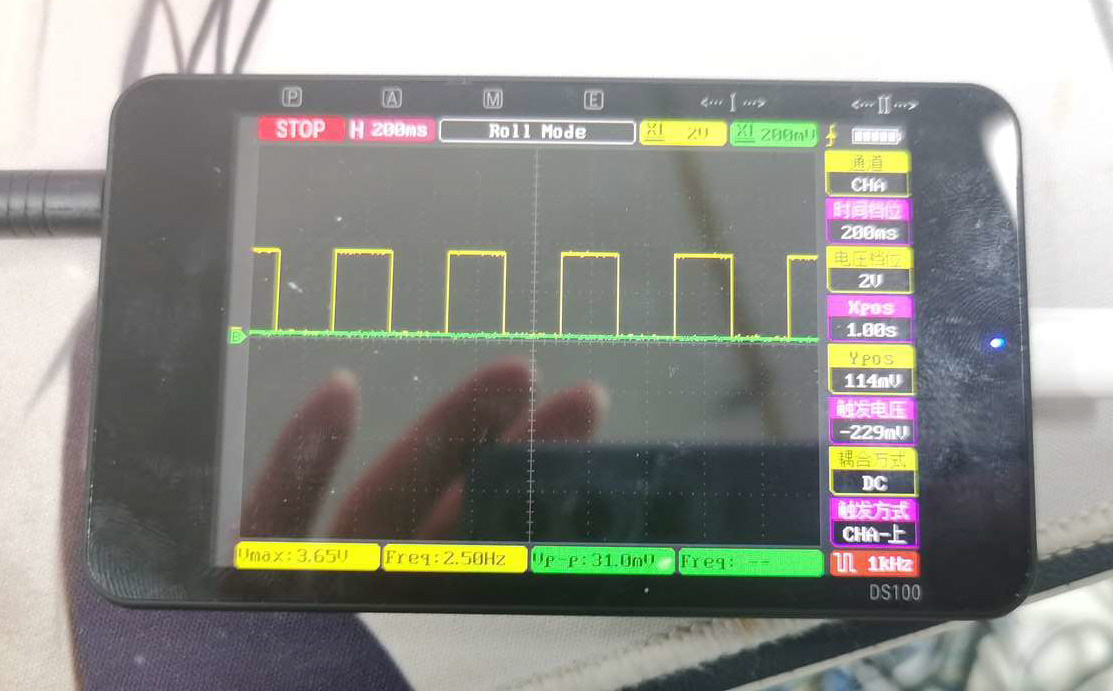 P A M E <··· I ···> <··· II ···>
STOP H 200ms Roll Mode X1 2V X1 200mV
通道
CHA
时间档位
200ms
电压档位
2V
Xpos
1.00s
Ypos
114mV
触发电压
-229mV
耦合方式
DC
触发方式
CHA-上
Vmax:3.65V Freq:2.50Hz Vp-p:31.0mV Freq: -- 1kHz
DS100